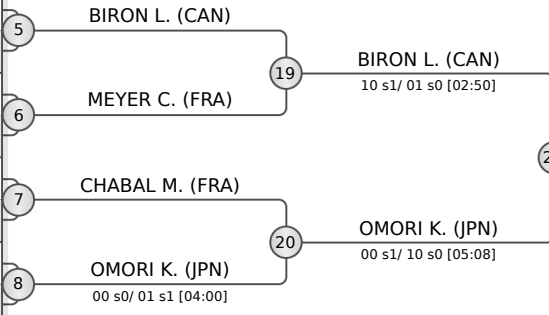 BIRON L. (CAN)
5
19
BIRON L. (CAN)
10 s1/ 01 s0 [02:50]
MEYER C. (FRA)
6
2
CHABAL M. (FRA)
7
20
OMORI K. (JPN)
00 s1/ 10 s0 [05:08]
OMORI K. (JPN)
8
00 s0/ 01 s1 [04:00]